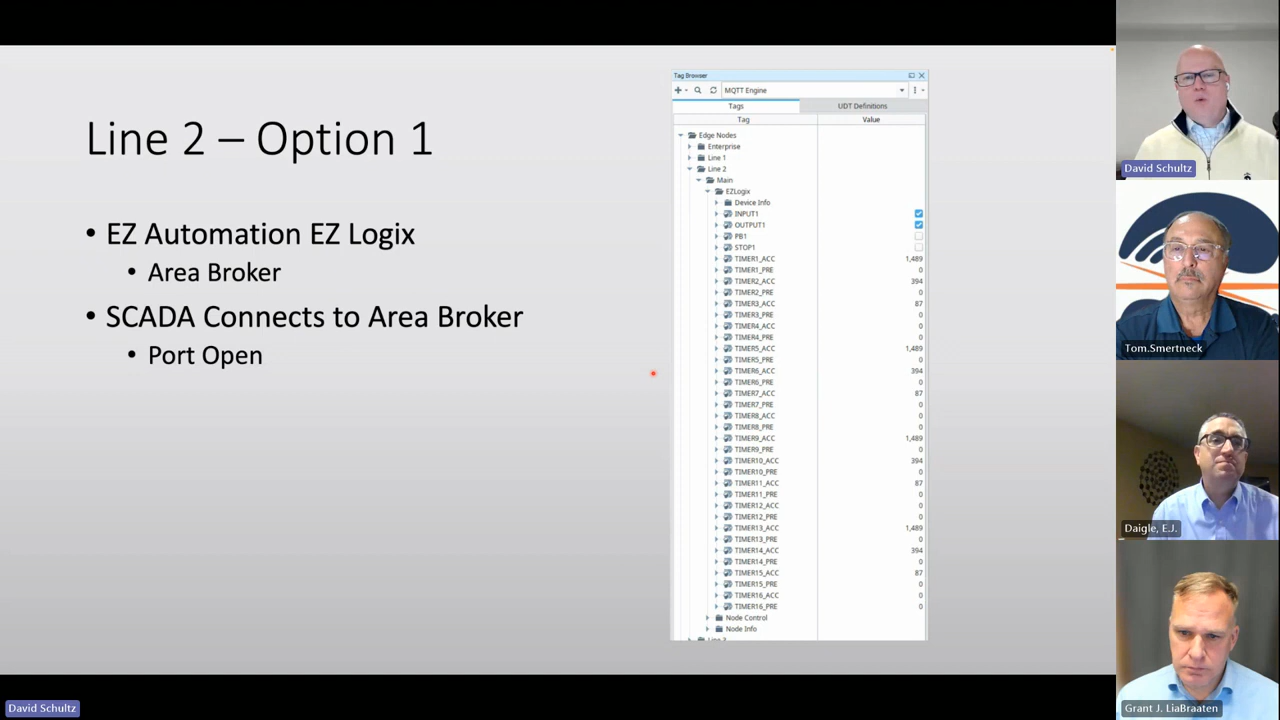 Line 2 – Option 1
• EZ Automation EZ Logix
• Area Broker
• SCADA Connects to Area Broker
• Port Open
Tag Browser
MQTT Engine
Tags UDT Definitions
Tag Value
Edge Nodes
Enterprise
Line 1
Line 2
Main
EZLogix
Device Info
INPUT1
OUTPUT1
PB1
STOP1
TIMER1_ACC 1,489
TIMER1_PRE 0
TIMER2_ACC 394
TIMER2_PRE 0
TIMER3_ACC 87
TIMER3_PRE 0
TIMER4_ACC 0
TIMER4_PRE 0
TIMER5_ACC 1,489
TIMER5_PRE 0
TIMER6_ACC 394
TIMER6_PRE 0
TIMER7_ACC 87
TIMER7_PRE 0
TIMER8_ACC 0
TIMER8_PRE 0
TIMER9_ACC 1,489
TIMER9_PRE 0
TIMER10_ACC 394
TIMER10_PRE 0
TIMER11_ACC 87
TIMER11_PRE 0
TIMER12_ACC 0
TIMER12_PRE 0
TIMER13_ACC 1,489
TIMER13_PRE 0
TIMER14_ACC 394
TIMER14_PRE 0
TIMER15_ACC 87
TIMER15_PRE 0
TIMER16_ACC 0
TIMER16_PRE 0
Node Control
Node Info
David Schultz
Tom.Smertneck
Daigle, E.J.
Grant J. LiaBraaten
David Schultz